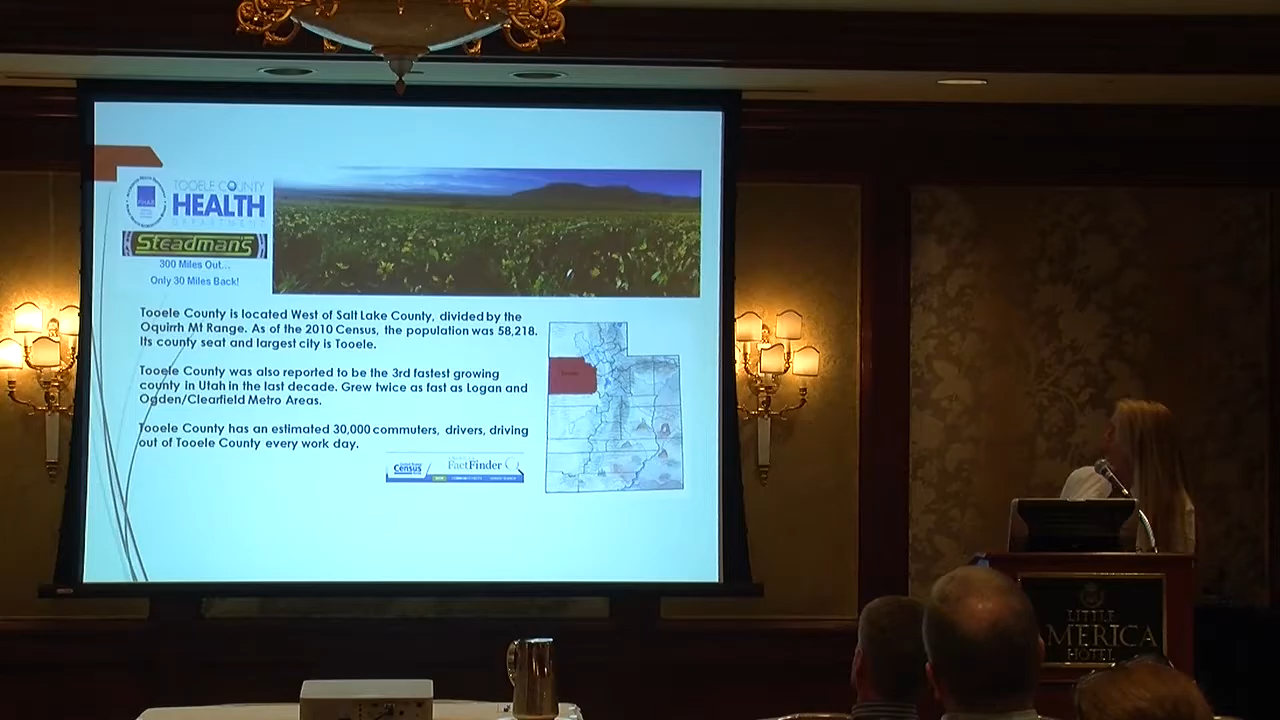 TOOELE COUNTY
HEALTH
DEPARTMENT
Steadman's
300 Miles Out...
Only 30 Miles Back!
Tooele County is located West of Salt Lake County, divided by the
Oquirrh Mt Range. As of the 2010 Census, the population was 58,218.
Its county seat and largest city is Tooele.
Tooele County was also reported to be the 3rd fastest growing
county in Utah in the last decade. Grew twice as fast as Logan and
Ogden/Clearfield Metro Areas.
Tooele County has an estimated 30,000 commuters, drivers, driving
out of Tooele County every work day.
Census
FactFinder
LITTLE
AMERICA
HOTEL